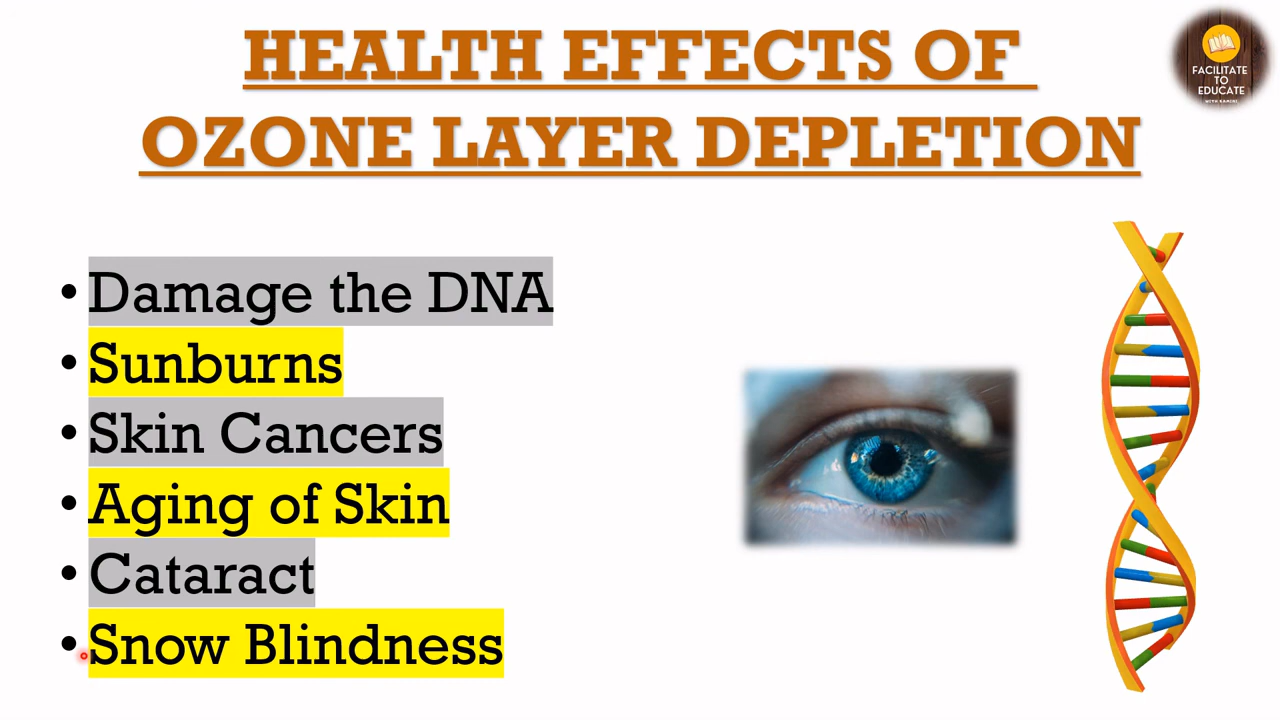 HEALTH EFFECTS OF
OZONE LAYER DEPLETION
FACILITATE
TO
EDUCATE
• Damage the DNA
• Sunburns
• Skin Cancers
• Aging of Skin
• Cataract
• Snow Blindness